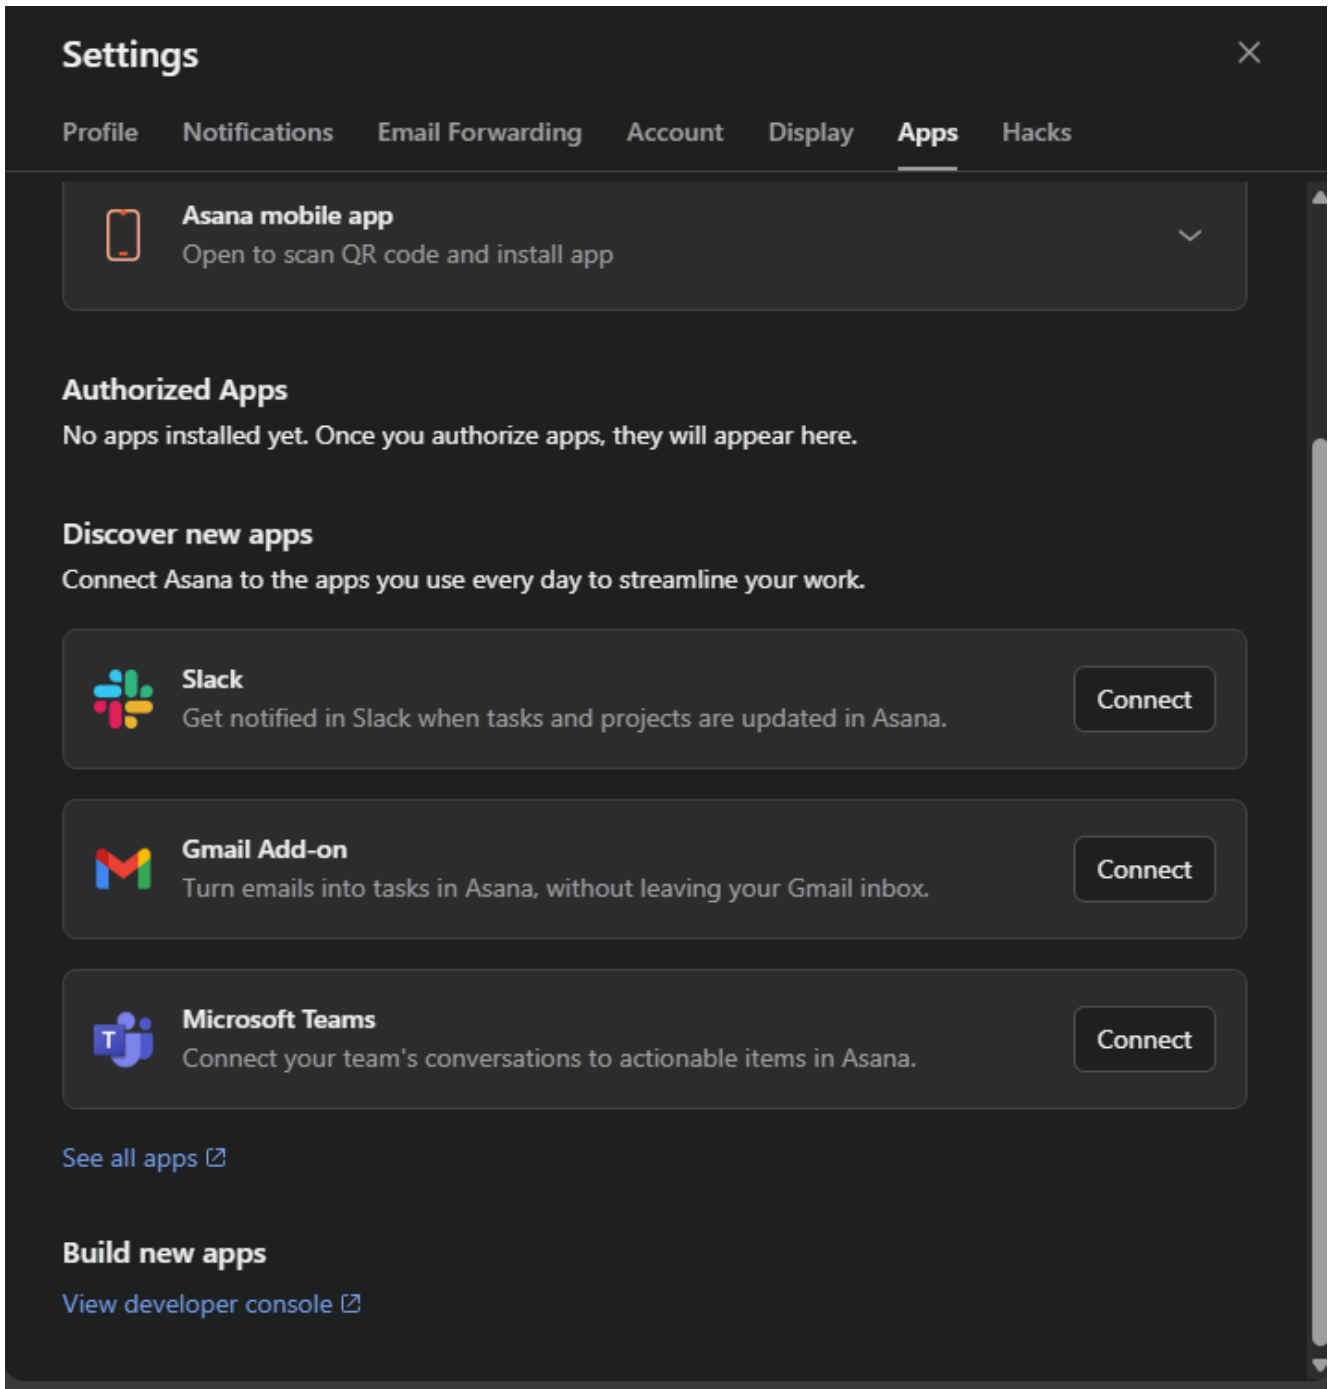 Settings
Profile Notifications Email Forwarding Account Display Apps Hacks
Asana mobile app
Open to scan QR code and install app
Authorized Apps
No apps installed yet. Once you authorize apps, they will appear here.
Discover new apps
Connect Asana to the apps you use every day to streamline your work.
Slack
Get notified in Slack when tasks and projects are updated in Asana.
Connect
Gmail Add-on
Turn emails into tasks in Asana, without leaving your Gmail inbox.
Connect
T
Microsoft Teams
Connect your team's conversations to actionable items in Asana.
Connect
See all apps
Build new apps
View developer console